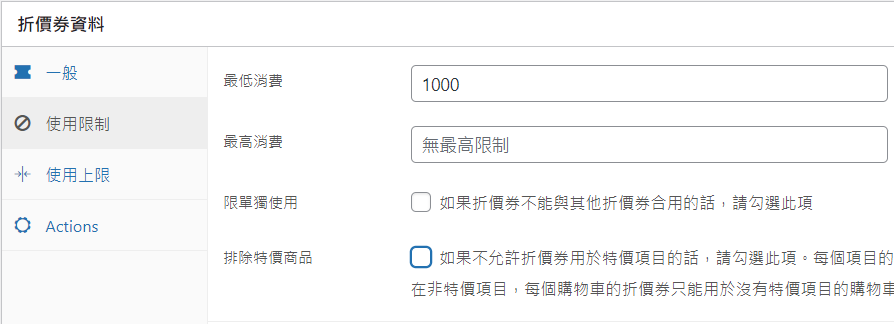 折價券資料
一般
使用限制
使用上限
Actions
最低消費
1000
最高消費
無最高限制
限單獨使用
如果折價券不能與其他折價券合用的話，請勾選此項
排除特價商品
如果不允許折價券用於特價項目的話，請勾選此項。每個項目的
在非特價項目，每個購物車的折價券只能用於沒有特價項目的購物車